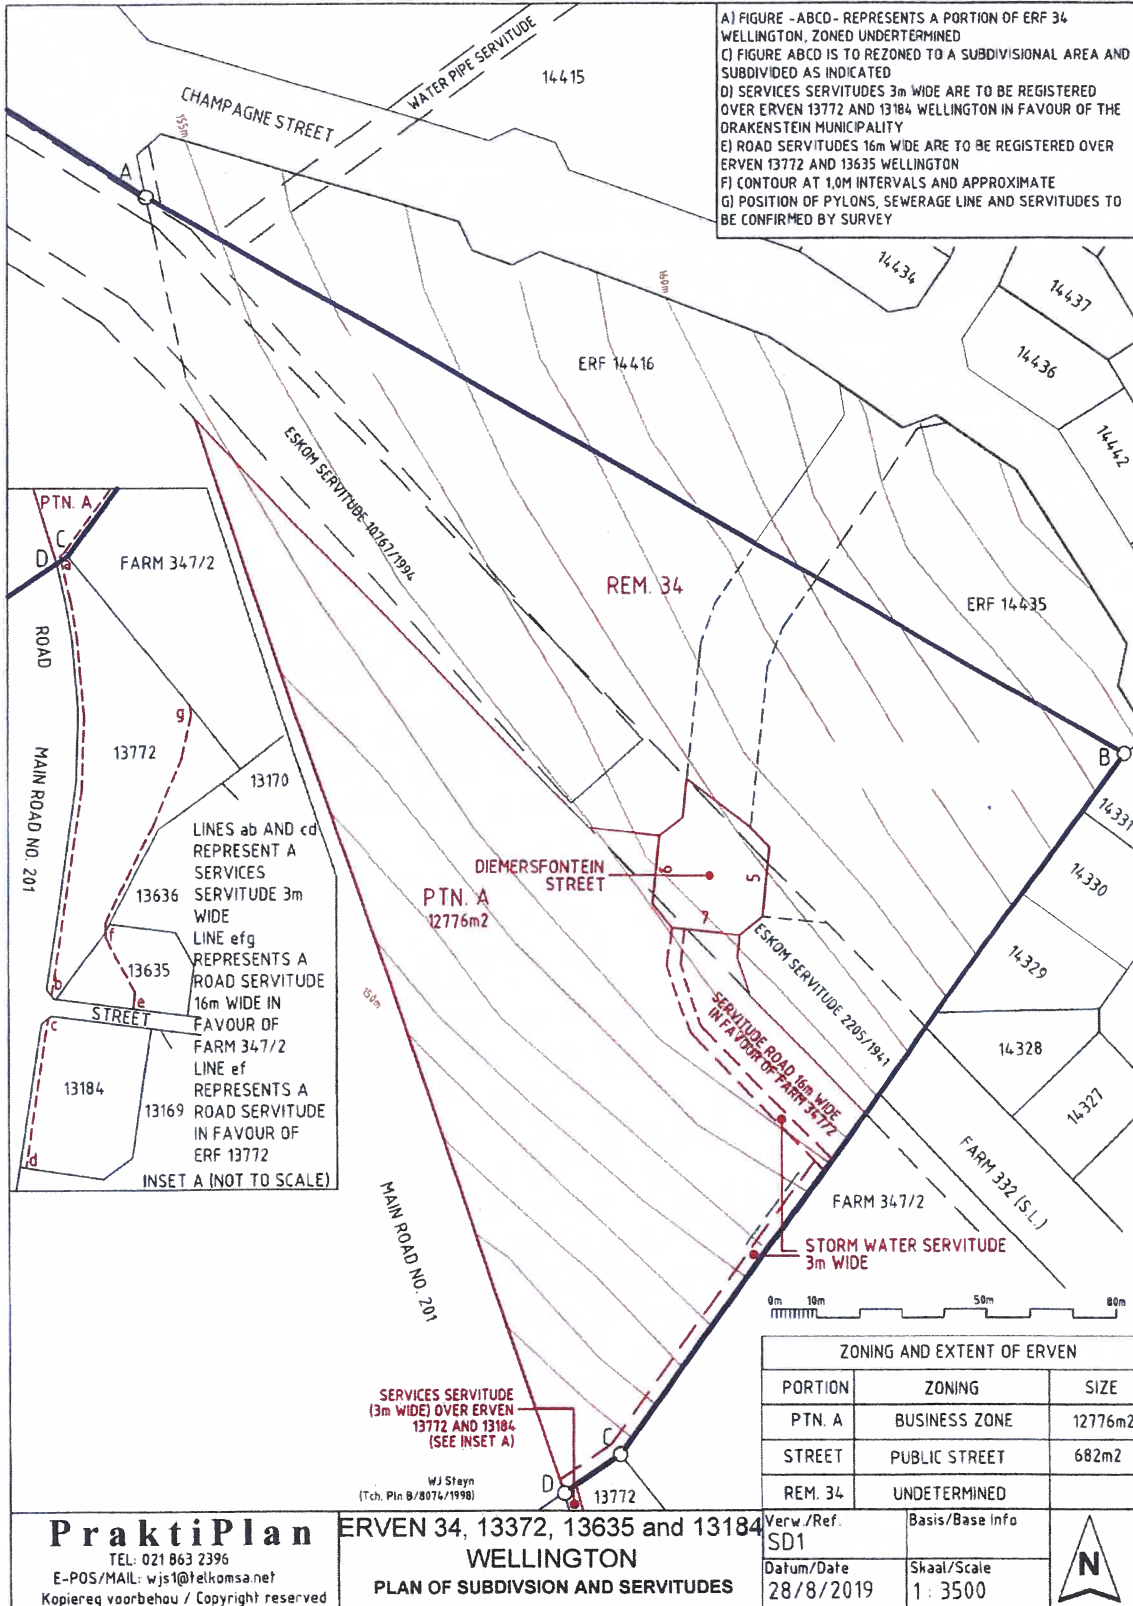 A) FIGURE -ABCD- REPRESENTS A PORTION OF ERF 34
WELLINGTON, ZONED UNDERTERMINED
C) FIGURE ABCD IS TO REZONED TO A SUBDIVISIONAL AREA AND
SUBDIVIDED AS INDICATED
D) SERVICES SERVITUDES 3m WIDE ARE TO BE REGISTERED
OVER ERVEN 13772 AND 13184 WELLINGTON IN FAVOUR OF THE
DRAKENSTEIN MUNICIPALITY
E) ROAD SERVITUDES 16m WIDE ARE TO BE REGISTERED OVER
ERVEN 13772 AND 13635 WELLINGTON
F) CONTOUR AT 1,0M INTERVALS AND APPROXIMATE
G) POSITION OF PYLONS, SEWERAGE LINE AND SERVITUDES TO
BE CONFIRMED BY SURVEY
WATER PIPE SERVITUDE
14415
CHAMPAGNE STREET
155m
A
160m
14434
14437
14436
14442
ERF 14416
ESKOM SERVITUDE 10767/1994
REM. 34
ERF 14435
B
14331
14330
14329
14328
14327
DIEMERSFONTEIN
STREET
6
5
7
PTN. A
12776m2
150m
ESKOM SERVITUDE 2205/1941
SERVITUDE ROAD 16m WIDE
IN FAVOUR OF FARM 347/2
FARM 332 (S.L.)
FARM 347/2
STORM WATER SERVITUDE
3m WIDE
MAIN ROAD NO. 201
SERVICES SERVITUDE
(3m WIDE) OVER ERVEN
13772 AND 13184
(SEE INSET A)
C
D
13772
WJ Steyn
(Tch. Pln B/8074/1998)
PTN. A
C
D
a
FARM 347/2
ROAD
MAIN ROAD NO. 201
g
13772
13170
LINES ab AND cd
REPRESENT A
SERVICES
SERVITUDE 3m
WIDE
LINE efg
REPRESENTS A
ROAD SERVITUDE
16m WIDE IN
FAVOUR OF
FARM 347/2
LINE ef
REPRESENTS A
ROAD SERVITUDE
IN FAVOUR OF
ERF 13772
13636
f
13635
b
e
STREET
c
13184
13169
d
INSET A (NOT TO SCALE)
0m 10m 50m 80m
ZONING AND EXTENT OF ERVEN
PORTION ZONING SIZE
PTN. A BUSINESS ZONE 12776m2
STREET PUBLIC STREET 682m2
REM. 34 UNDETERMINED
PraktiPlan
TEL: 021 863 2396
E-POS/MAIL: wjs1@telkomsa.net
Kopiereg voorbehou / Copyright reserved
ERVEN 34, 13372, 13635 and 13184
WELLINGTON
PLAN OF SUBDIVSION AND SERVITUDES
Verw./Ref.
SD1
Basis/Base Info
Datum/Date
28/8/2019
Skaal/Scale
1 : 3500
N